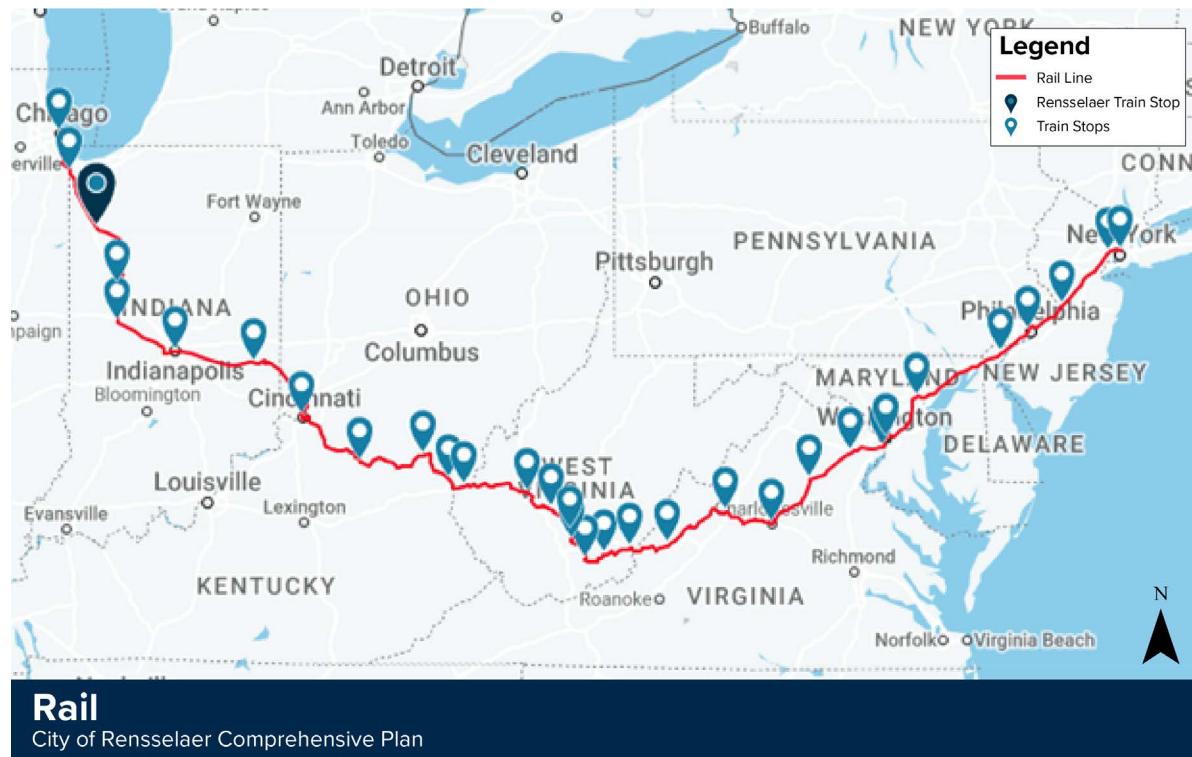 NEW YORK
Buffalo
Legend
Rail Line
Rensselaer Train Stop
Train Stops
Detroit
Ann Arbor
Chicago
Toledo
Cleveland
CONN
Fort Wayne
New York
PENNSYLVANIA
Pittsburgh
OHIO
INDIANA
Philadelphia
Columbus
Indianapolis
MARYLAND
NEW JERSEY
Bloomington
Cincinnati
Washington
DELAWARE
WEST
VIRGINIA
Louisville
Lexington
Evansville
Charlottesville
Richmond
KENTUCKY
Roanoke
VIRGINIA
N
Norfolk
Virginia Beach
Rail
City of Rensselaer Comprehensive Plan